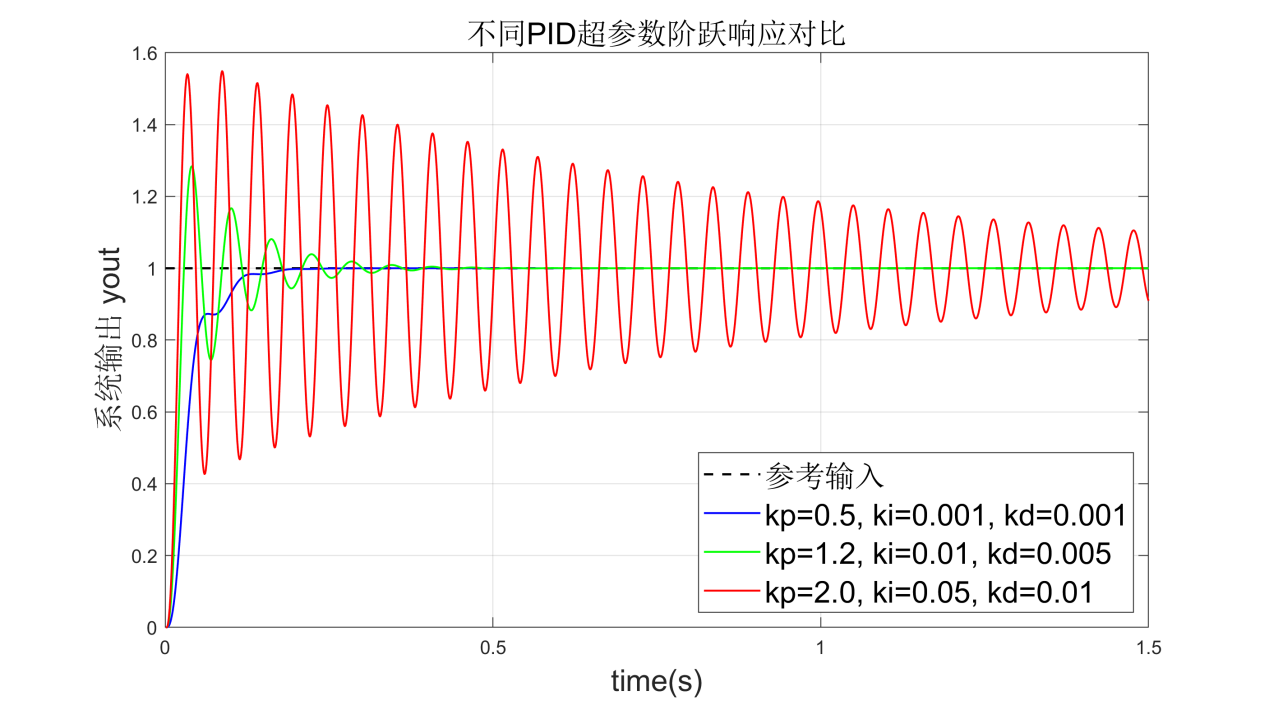 不同PID超参数阶跃响应对比
1.6
1.4
1.2
1
0.8
0.6
0.4
0.2
0
系统输出 yout
参考输入
kp=0.5, ki=0.001, kd=0.001
kp=1.2, ki=0.01, kd=0.005
kp=2.0, ki=0.05, kd=0.01
0 0.5 1 1.5
time(s)